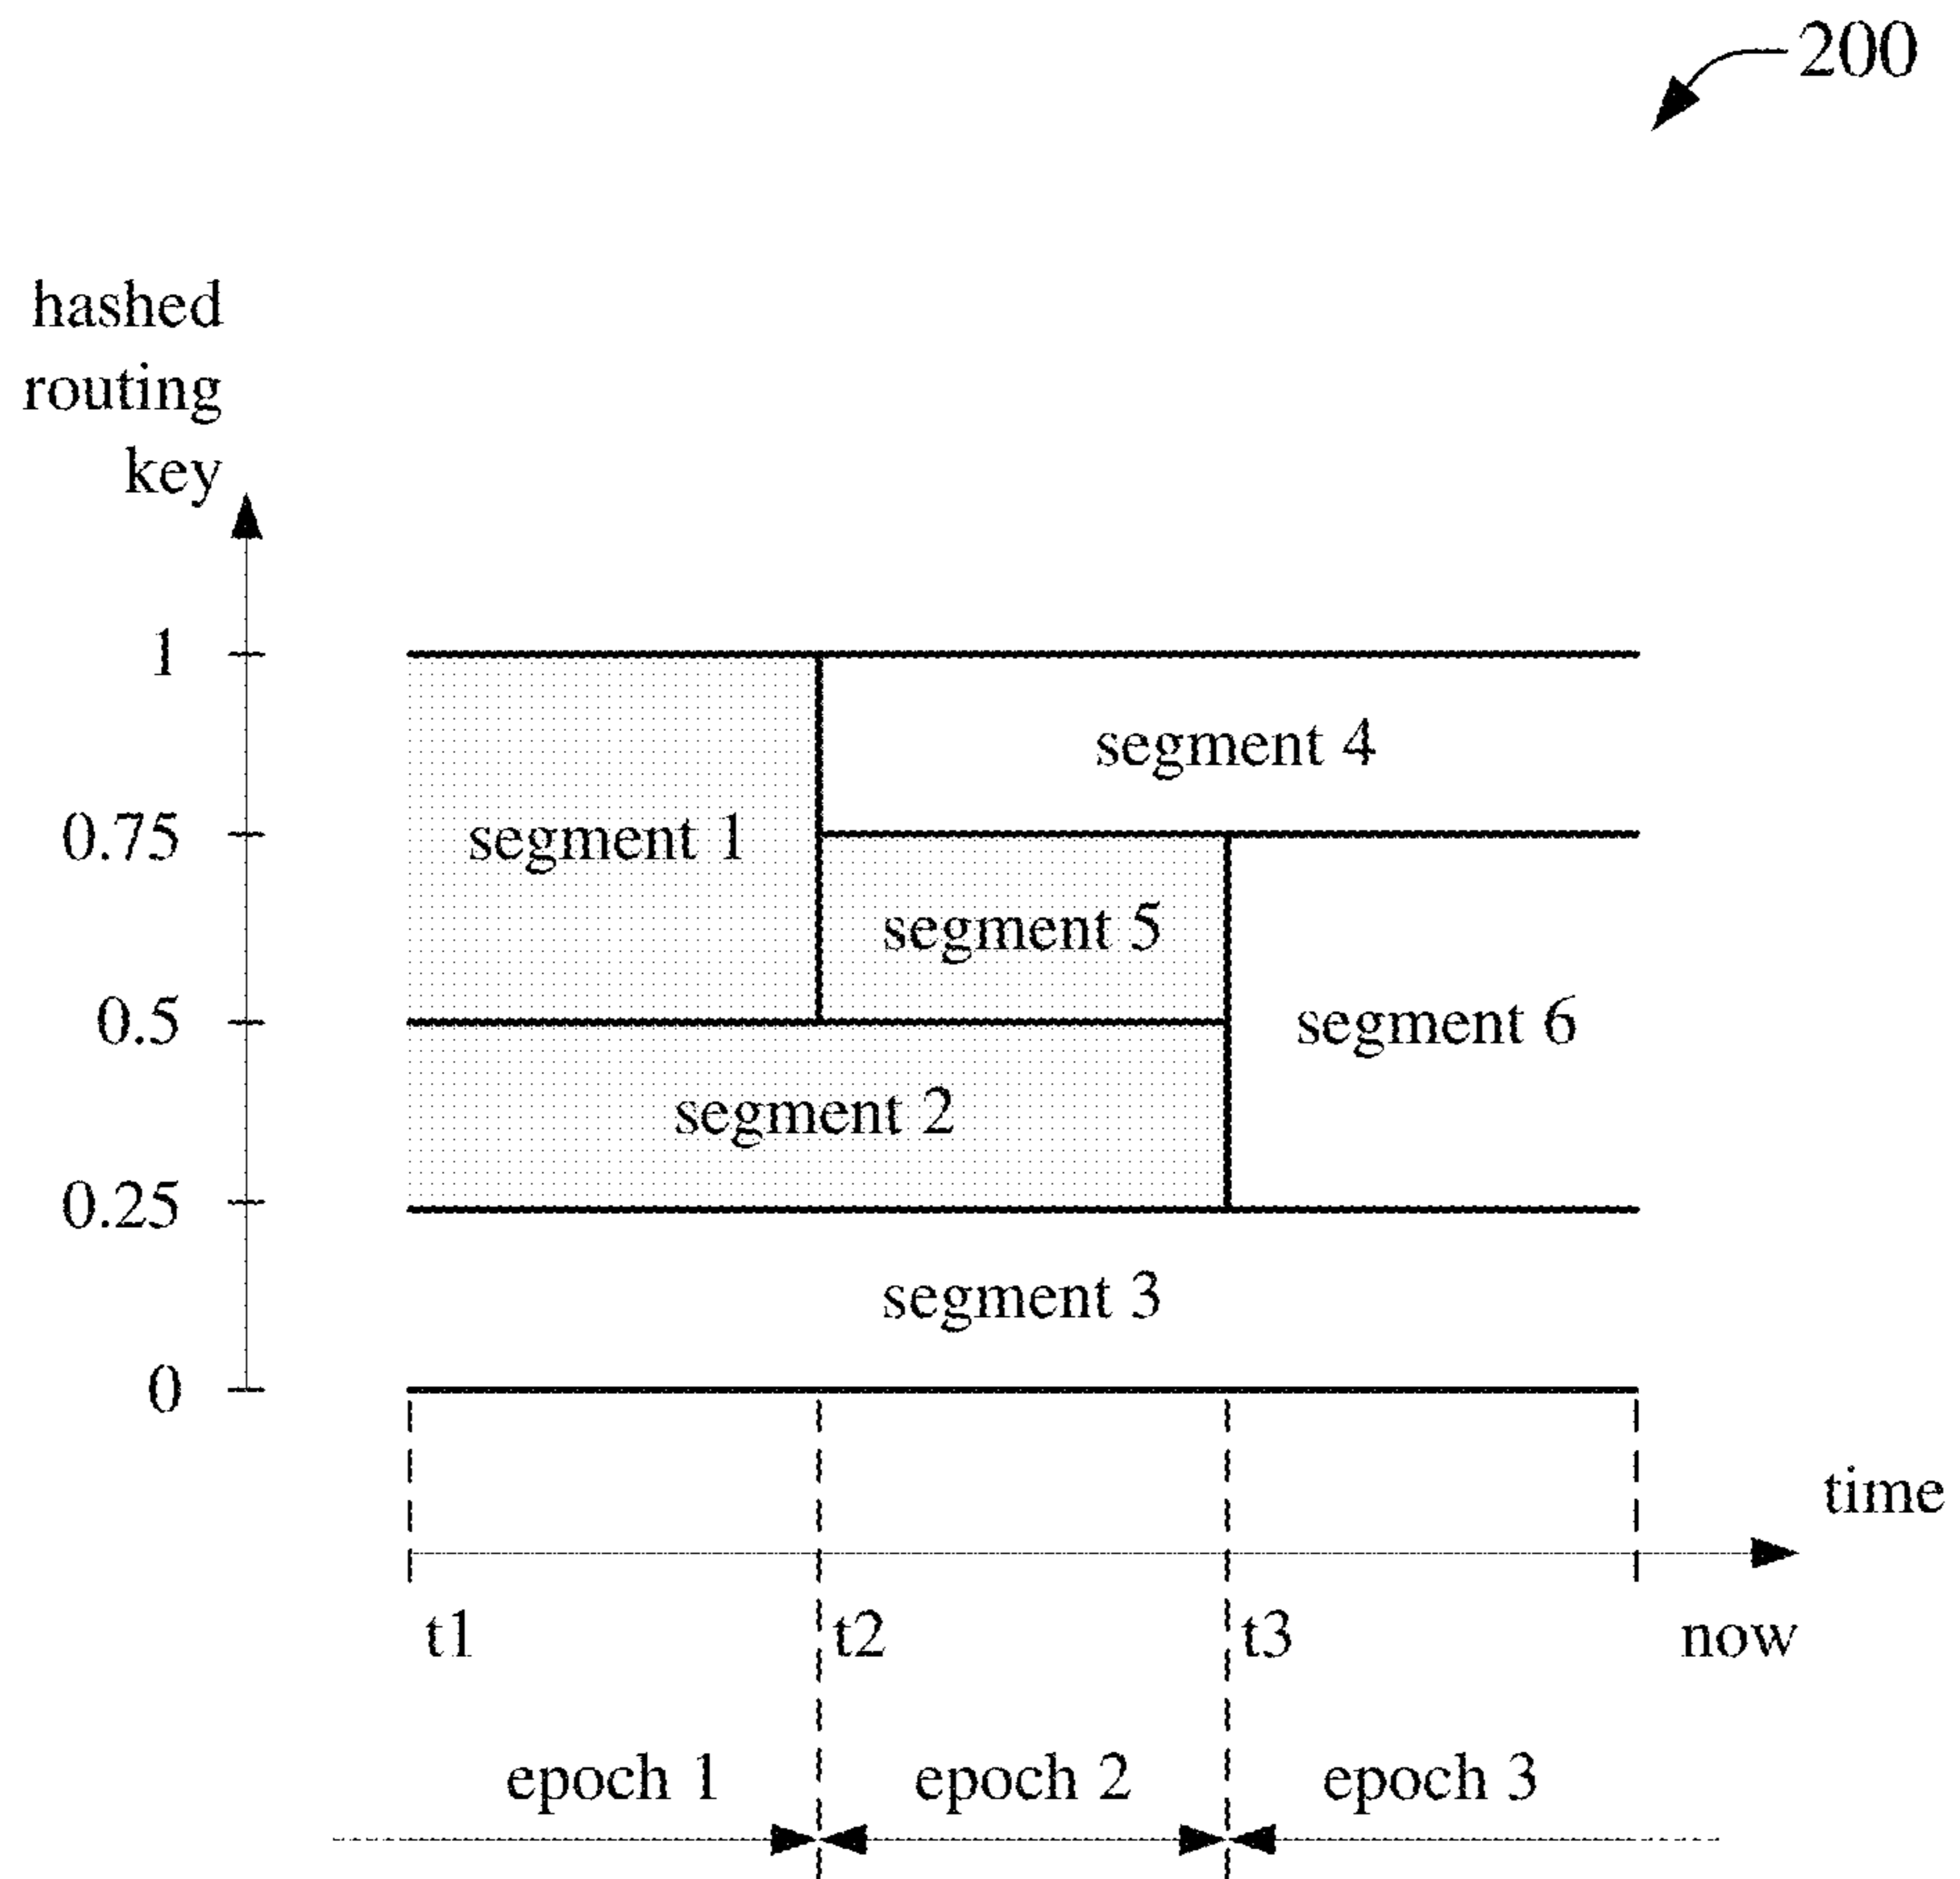 200
hashed
routing
key
1
segment 4
0.75
segment 1
segment 5
0.5
segment 6
segment 2
0.25
segment 3
0
time
t1
t2
t3
now
epoch 1
epoch 2
epoch 3